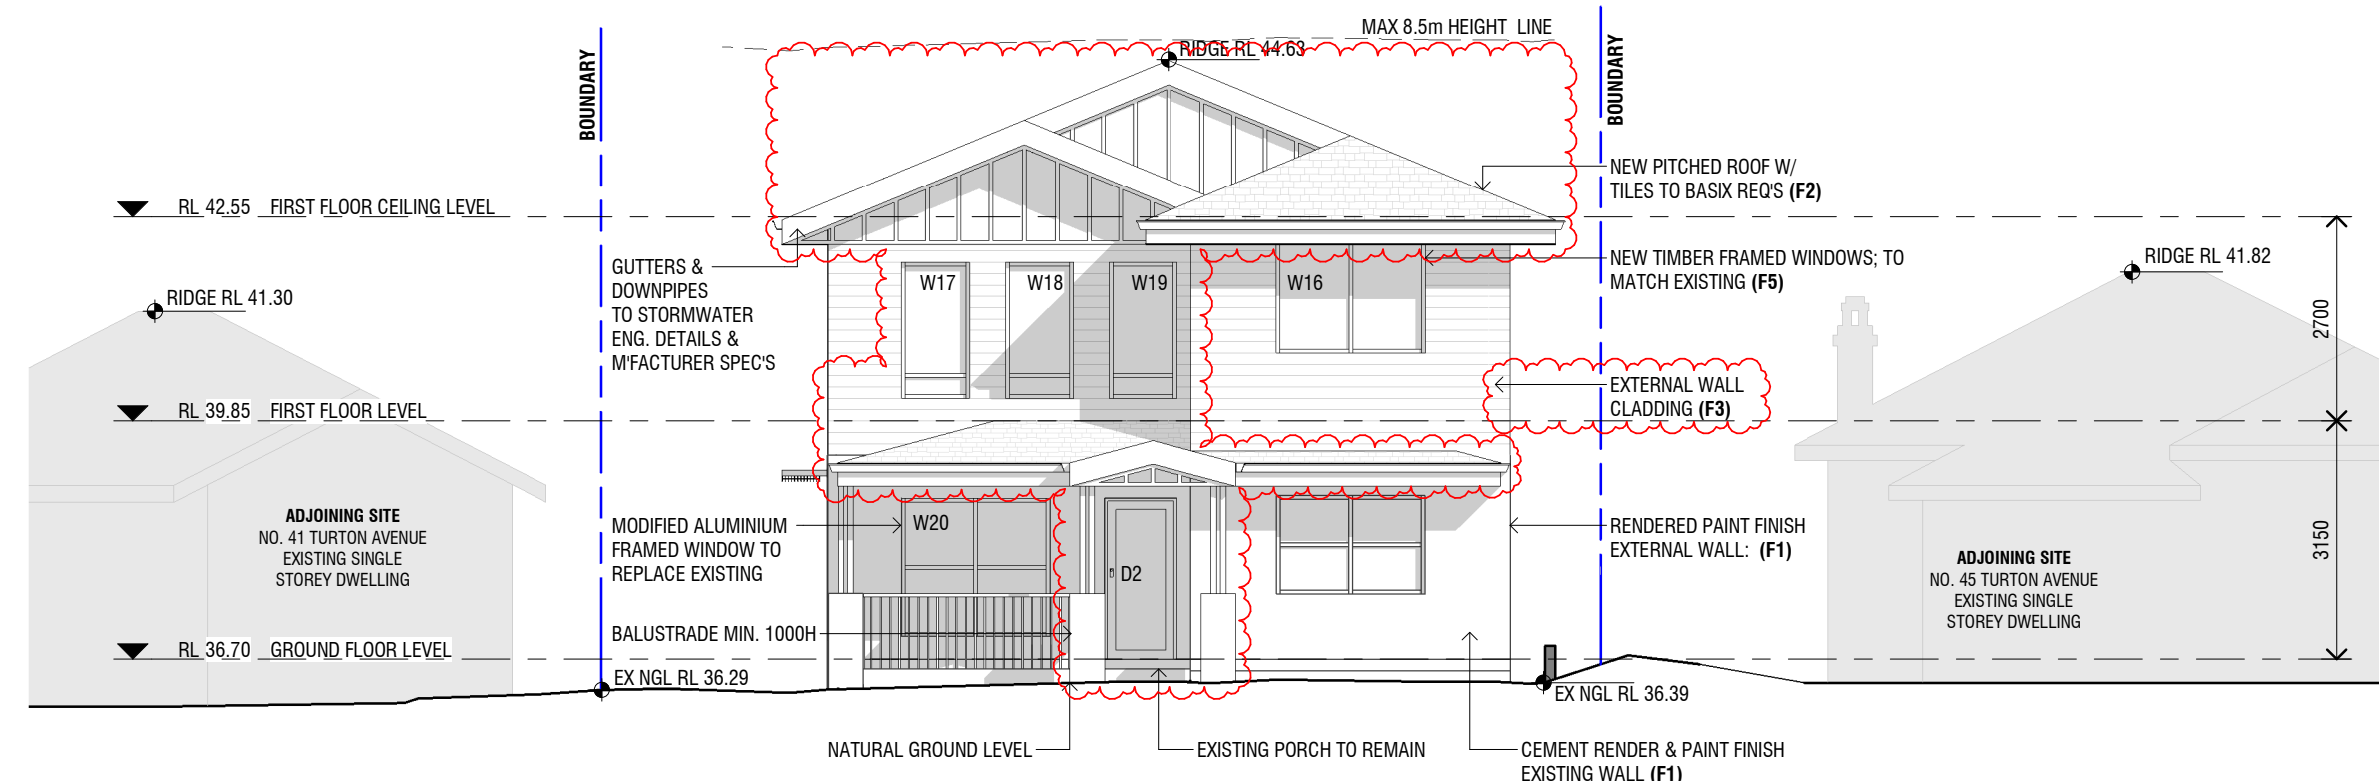 MAX 8.5m HEIGHT LINE
RIDGE RL 44.63
BOUNDARY
BOUNDARY
NEW PITCHED ROOF W/
TILES TO BASIX REQ'S (F2)
RL 42.55 FIRST FLOOR CEILING LEVEL
NEW TIMBER FRAMED WINDOWS; TO
MATCH EXISTING (F5)
RIDGE RL 41.82
GUTTERS &
DOWNPIPES
TO STORMWATER
ENG. DETAILS &
M'FACTURER SPEC'S
W17
W18
W19
W16
RIDGE RL 41.30
2700
EXTERNAL WALL
CLADDING (F3)
RL 39.85 FIRST FLOOR LEVEL
ADJOINING SITE
NO. 41 TURTON AVENUE
EXISTING SINGLE
STOREY DWELLING
MODIFIED ALUMINIUM
FRAMED WINDOW TO
REPLACE EXISTING
W20
D2
RENDERED PAINT FINISH
EXTERNAL WALL: (F1)
3150
ADJOINING SITE
NO. 45 TURTON AVENUE
EXISTING SINGLE
STOREY DWELLING
BALUSTRADE MIN. 1000H
RL 36.70 GROUND FLOOR LEVEL
EX NGL RL 36.29
EX NGL RL 36.39
NATURAL GROUND LEVEL
EXISTING PORCH TO REMAIN
CEMENT RENDER & PAINT FINISH
EXISTING WALL (F1)